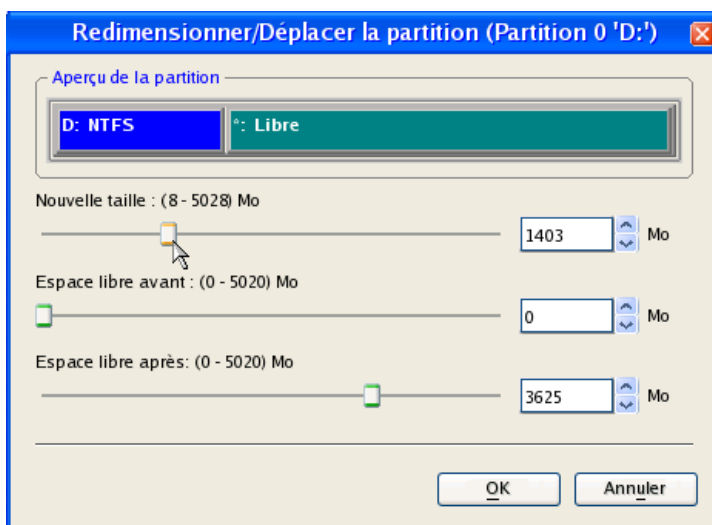 Redimensionner/Déplacer la partition (Partition 0 'D:')
Aperçu de la partition
D: NTFS
*: Libre
Nouvelle taille : (8 - 5028) Mo
1403 Mo
Espace libre avant : (0 - 5020) Mo
0 Mo
Espace libre après: (0 - 5020) Mo
3625 Mo
OK Annuler